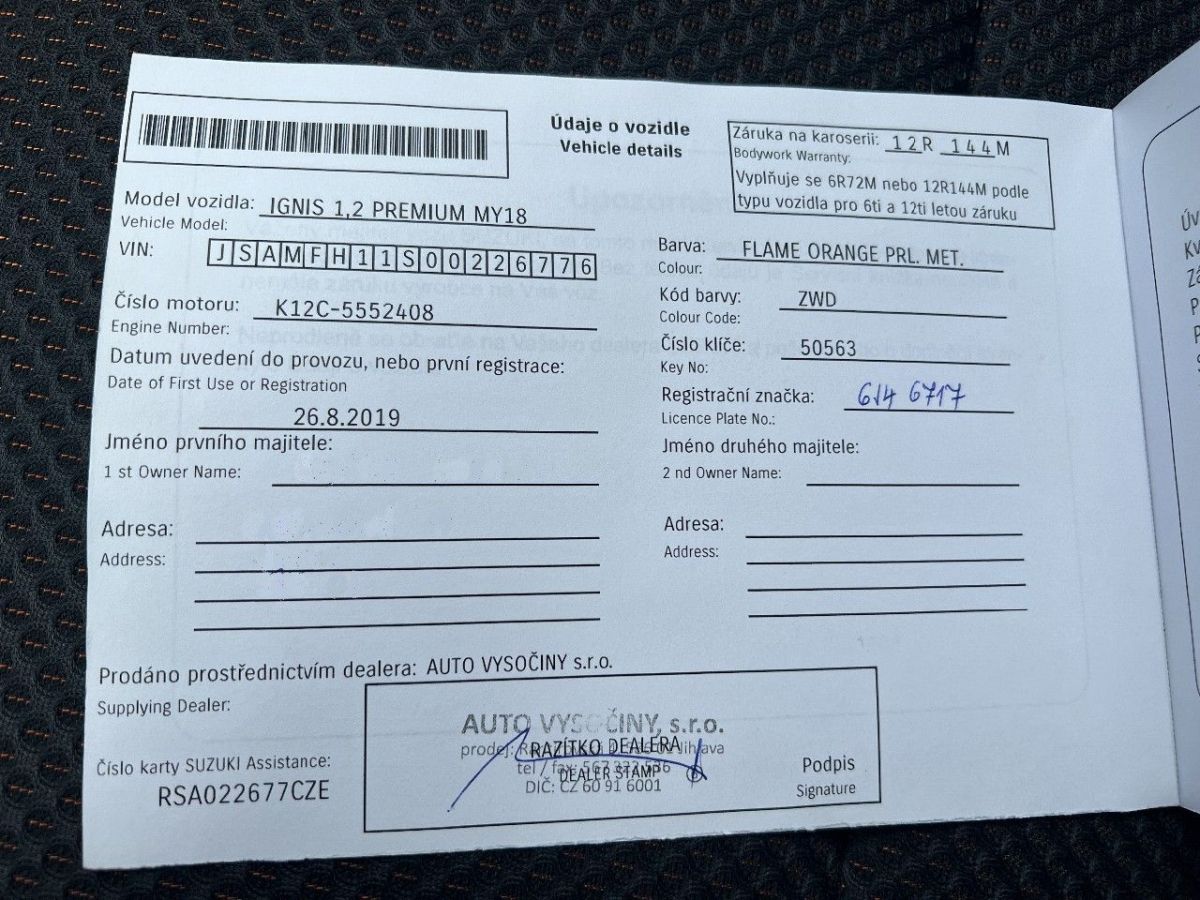 Údaje o vozidle
Vehicle details
Záruka na karoserii: 12R 144M
Bodywork Warranty:
Vyplňuje se 6R72M nebo 12R144M podle
typu vozidla pro 6ti a 12ti letou záruku
Model vozidla: IGNIS 1,2 PREMIUM MY18
Vehicle Model:
VIN: JSAMFH11S00226776
Číslo motoru: K12C-5552408
Engine Number:
Datum uvedení do provozu, nebo první registrace:
Date of First Use or Registration
26.8.2019
Jméno prvního majitele:
1 st Owner Name:
Adresa:
Address:
Barva: FLAME ORANGE PRL. MET.
Colour:
Kód barvy: ZWD
Colour Code:
Číslo klíče: 50563
Key No:
Registrační značka: 6J4 6717
Licence Plate No.:
Jméno druhého majitele:
2 nd Owner Name:
Adresa:
Address:
Prodáno prostřednictvím dealera: AUTO VYSOČINY s.r.o.
Supplying Dealer:
Číslo karty SUZUKI Assistance:
RSA022677CZE
AUTO VYSOČINY, s.r.o.
prodej: Jihlava
RAZÍTKO DEALERA
tel / fax: 567
DEALER STAMP
DIČ: CZ 60 91 6001
Podpis
Signature